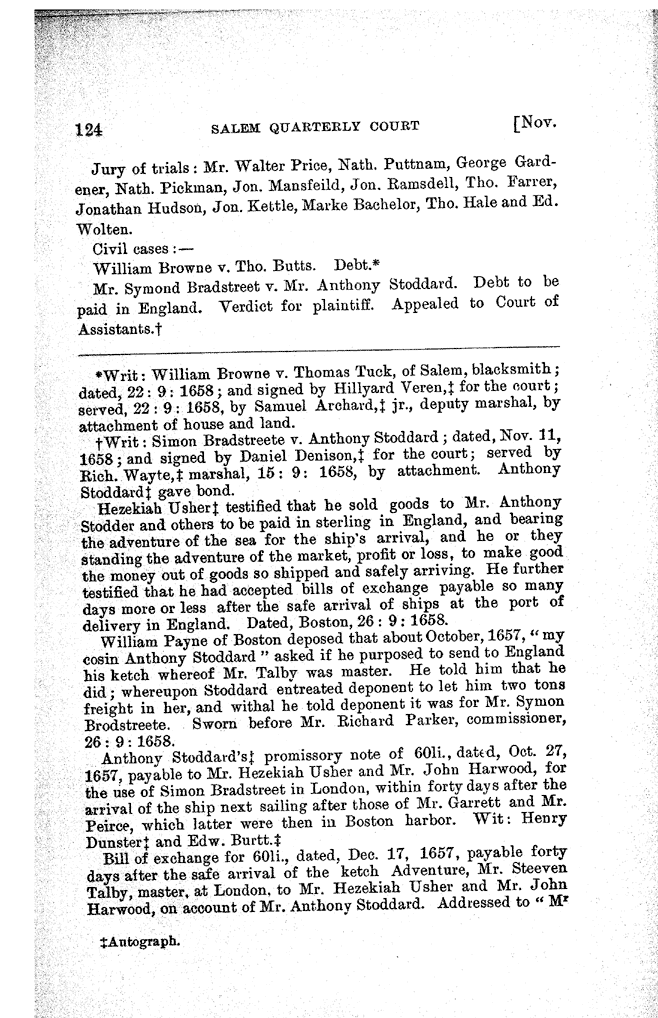 124 SALEM QUARTERLY COURT [Nov.
Jury of trials: Mr. Walter Price, Nath. Puttnam, George Gard-
ener, Nath. Pickman, Jon. Mansfeild, Jon. Ramsdell, Tho. Farrer,
Jonathan Hudson, Jon. Kettle, Marke Bachelor, Tho. Hale and Ed.
Wolten.
Civil cases:—
William Browne v. Tho. Butts. Debt.*
Mr. Symond Bradstreet v. Mr. Anthony Stoddard. Debt to be
paid in England. Verdict for plaintiff. Appealed to Court of
Assistants.†
*Writ: William Browne v. Thomas Tuck, of Salem, blacksmith;
dated, 22: 9: 1658; and signed by Hillyard Veren,‡ for the court;
served, 22: 9: 1658, by Samuel Archard,‡ jr., deputy marshal, by
attachment of house and land.
†Writ: Simon Bradstreete v. Anthony Stoddard; dated, Nov. 11,
1658; and signed by Daniel Denison,‡ for the court; served by
Rich. Wayte,‡ marshal, 15: 9: 1658, by attachment. Anthony
Stoddard‡ gave bond.
Hezekiah Usher‡ testified that he sold goods to Mr. Anthony
Stodder and others to be paid in sterling in England, and bearing
the adventure of the sea for the ship's arrival, and he or they
standing the adventure of the market, profit or loss, to make good
the money out of goods so shipped and safely arriving. He further
testified that he had accepted bills of exchange payable so many
days more or less after the safe arrival of ships at the port of
delivery in England. Dated, Boston, 26: 9: 1658.
William Payne of Boston deposed that about October, 1657, "my
cosin Anthony Stoddard" asked if he purposed to send to England
his ketch whereof Mr. Talby was master. He told him that he
did; whereupon Stoddard entreated deponent to let him two tons
freight in her, and withal he told deponent it was for Mr. Symon
Brodstreete. Sworn before Mr. Richard Parker, commissioner,
26: 9: 1658.
Anthony Stoddard's‡ promissory note of 60li., dated, Oct. 27,
1657, payable to Mr. Hezekiah Usher and Mr. John Harwood, for
the use of Simon Bradstreet in London, within forty days after the
arrival of the ship next sailing after those of Mr. Garrett and Mr.
Peirce, which latter were then in Boston harbor. Wit: Henry
Dunster‡ and Edw. Burtt.‡
Bill of exchange for 60li., dated, Dec. 17, 1657, payable forty
days after the safe arrival of the ketch Adventure, Mr. Steeven
Talby, master, at London, to Mr. Hezekiah Usher and Mr. John
Harwood, on account of Mr. Anthony Stoddard. Addressed to "Mʳ
‡Autograph.